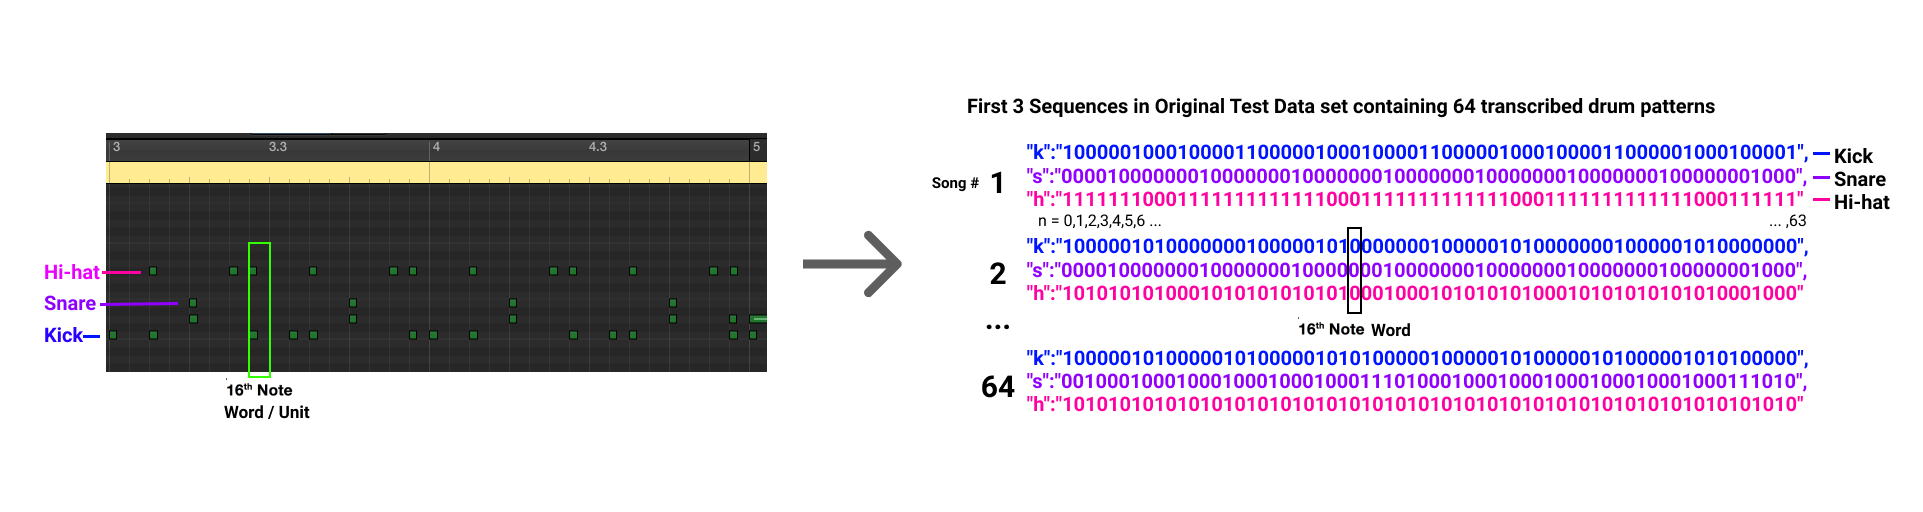 First 3 Sequences in Original Test Data set containing 64 transcribed drum patterns
3
3.3
4
4.3
5
Hi-hat
Snare
Kick
16th Note
Word / Unit
Song # 1
"k":"1000001000100001100000100010000110000010001000011000001000100001",
"s":"0000100000001000000010000000100000001000000010000000100000001000",
"h":"1111111000111111111111100011111111111110001111111111111000111111"
Kick
Snare
Hi-hat
n = 0,1,2,3,4,5,6 ... ... ,63
2
"k":"1000001010000000100000101000000010000010100000001000001010000000",
"s":"0000100000001000000010000000100000001000000010000000100000001000",
"h":"1010101010001010101010101000100010101010100010101010101010001000"
...
16th Note Word
64
"k":"1000001010000010100000101010000010000010100000101000001010100000",
"s":"0010001000100010001000100011101000100010001000100010001000111010",
"h":"1010101010101010101010101010101010101010101010101010101010101010"